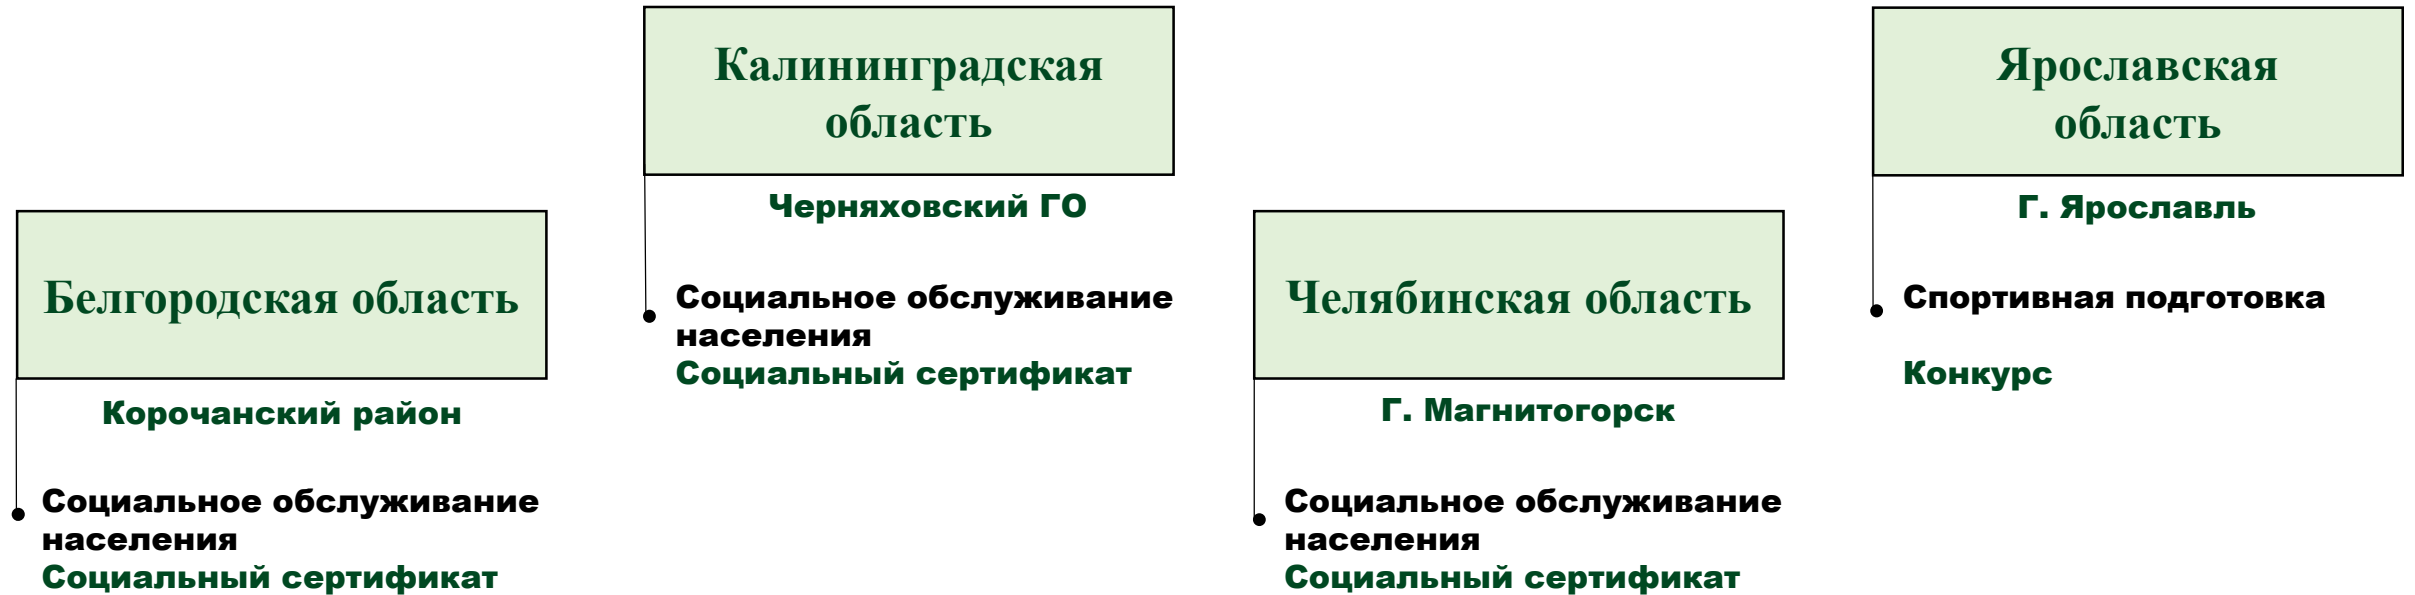 Белгородская область
Корочанский район
Социальное обслуживание
населения
Социальный сертификат
Калининградская
область
Черняховский ГО
Социальное обслуживание
населения
Социальный сертификат
Челябинская область
Г. Магнитогорск
Социальное обслуживание
населения
Социальный сертификат
Ярославская
область
Г. Ярославль
Спортивная подготовка
Конкурс